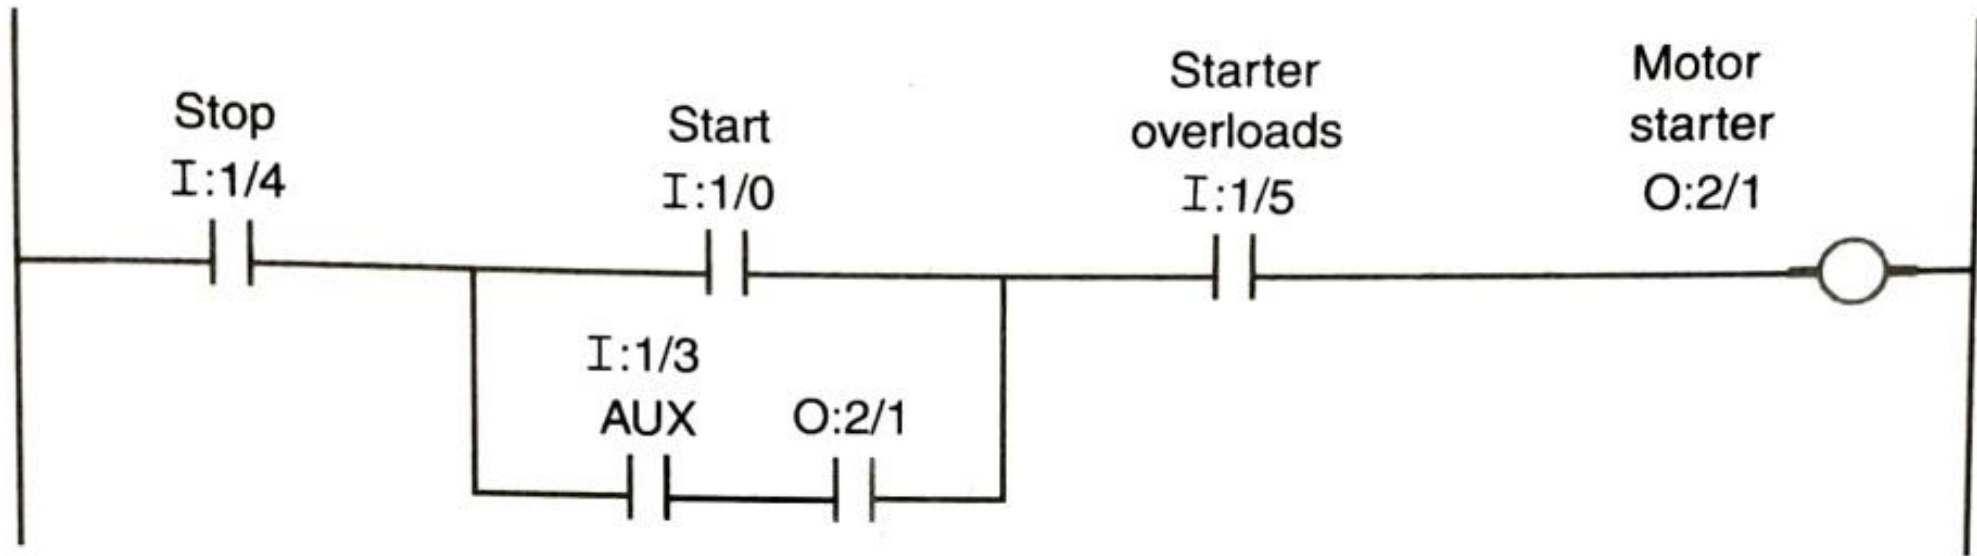 Stop
I:1/4
Start
I:1/0
Starter
overloads
I:1/5
Motor
starter
O:2/1
I:1/3
AUX
O:2/1